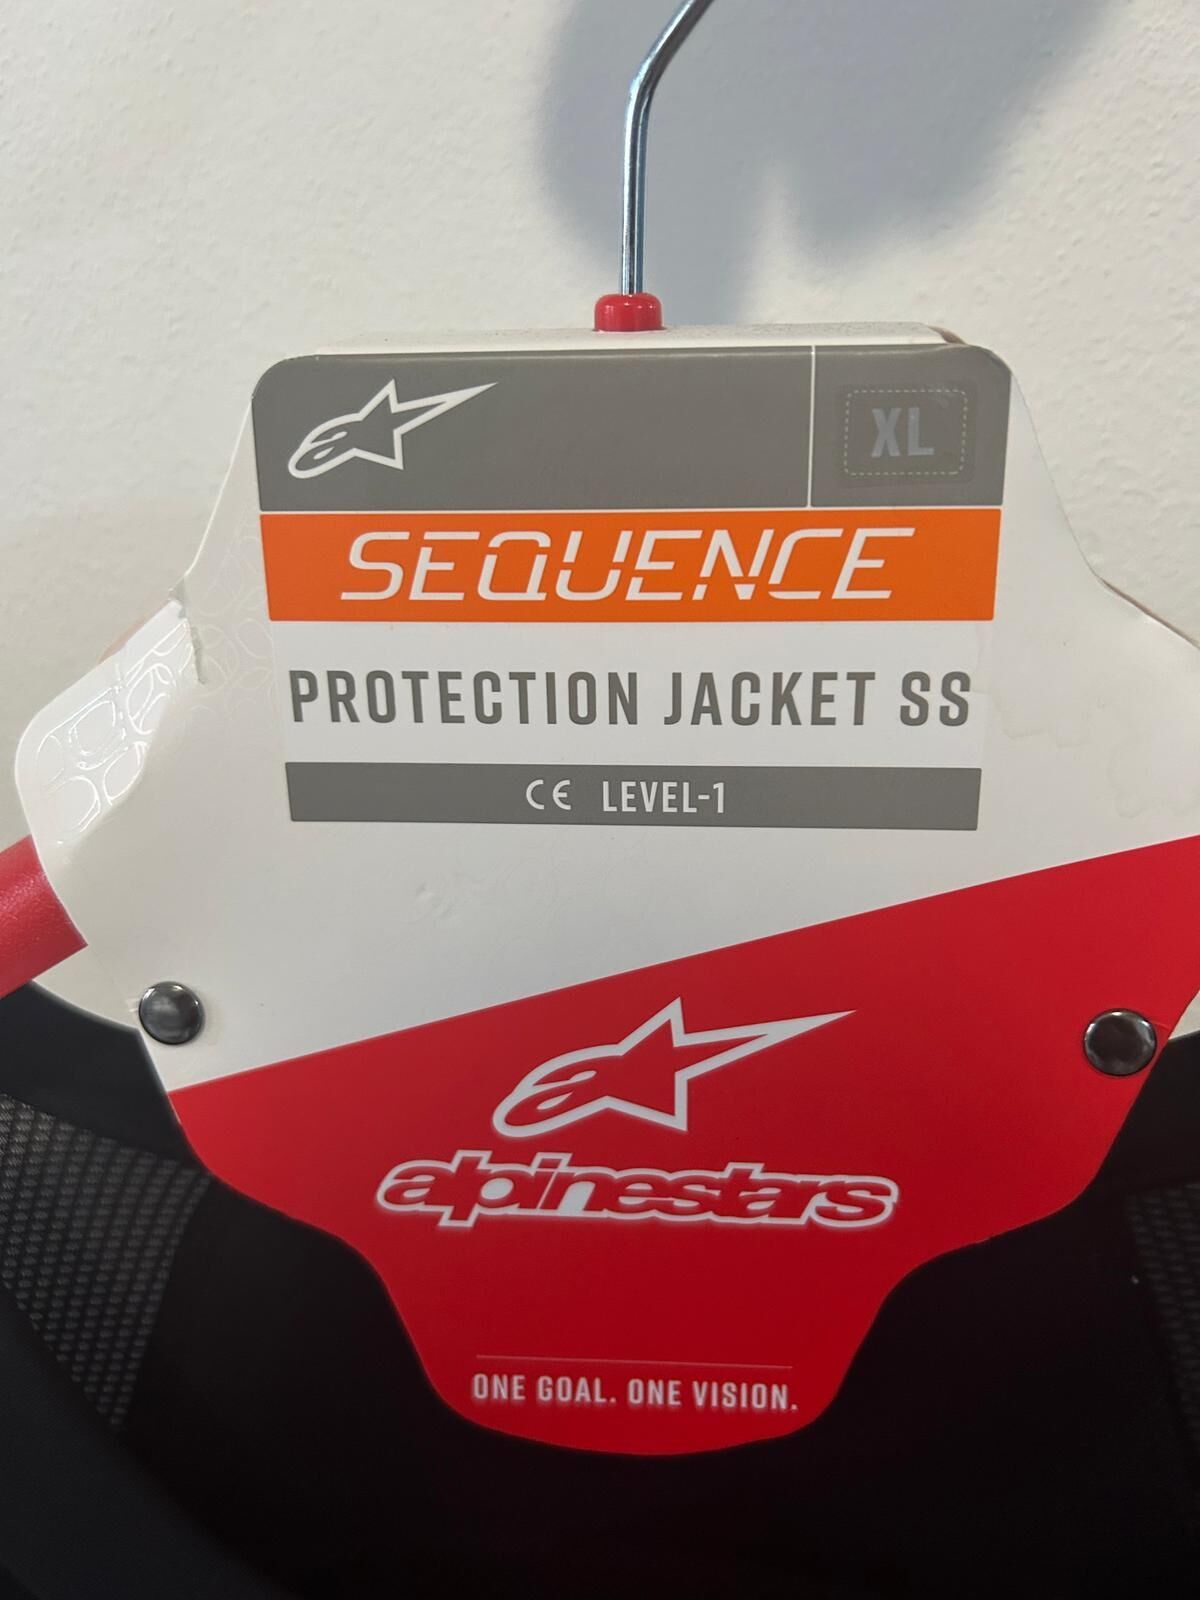 XL
SEQUENCE
PROTECTION JACKET SS
CE LEVEL-1
alpinestars
ONE GOAL. ONE VISION.